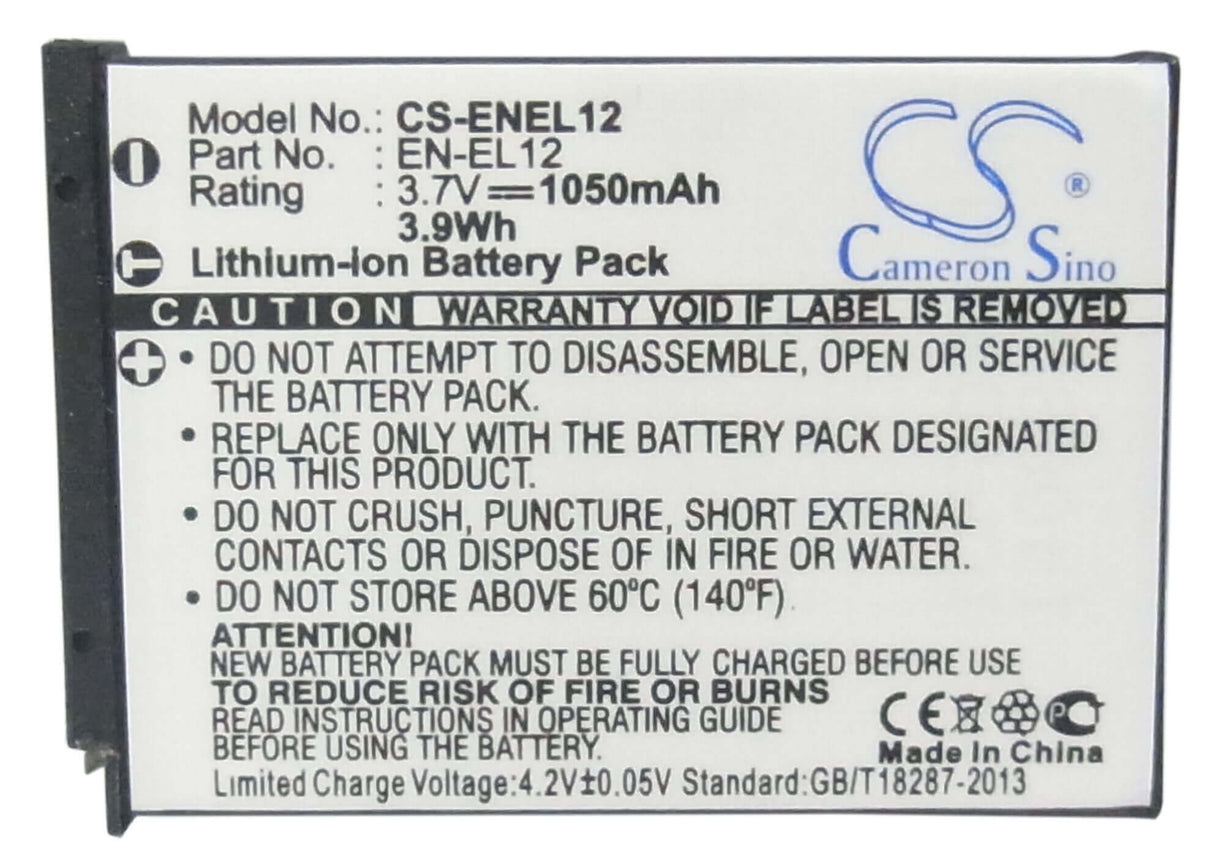 Model No.: CS-ENEL12
Part No. : EN-EL12
Rating : 3.7V⎓1050mAh
3.9Wh
Lithium-Ion Battery Pack
CS ®
Cameron Sino
CAUTION WARRANTY VOID IF LABEL IS REMOVED
• DO NOT ATTEMPT TO DISASSEMBLE, OPEN OR SERVICE
THE BATTERY PACK.
• REPLACE ONLY WITH THE BATTERY PACK DESIGNATED
FOR THIS PRODUCT.
• DO NOT CRUSH, PUNCTURE, SHORT EXTERNAL
CONTACTS OR DISPOSE OF IN FIRE OR WATER.
• DO NOT STORE ABOVE 60ºC (140ºF)
ATTENTION!
NEW BATTERY PACK MUST BE FULLY CHARGED BEFORE USE
TO REDUCE RISK OF FIRE OR BURNS
READ INSTRUCTIONS IN OPERATING GUIDE
BEFORE USING THE BATTERY.
CE
Made In China
Limited Charge Voltage:4.2V±0.05V Standard:GB/T18287-2013